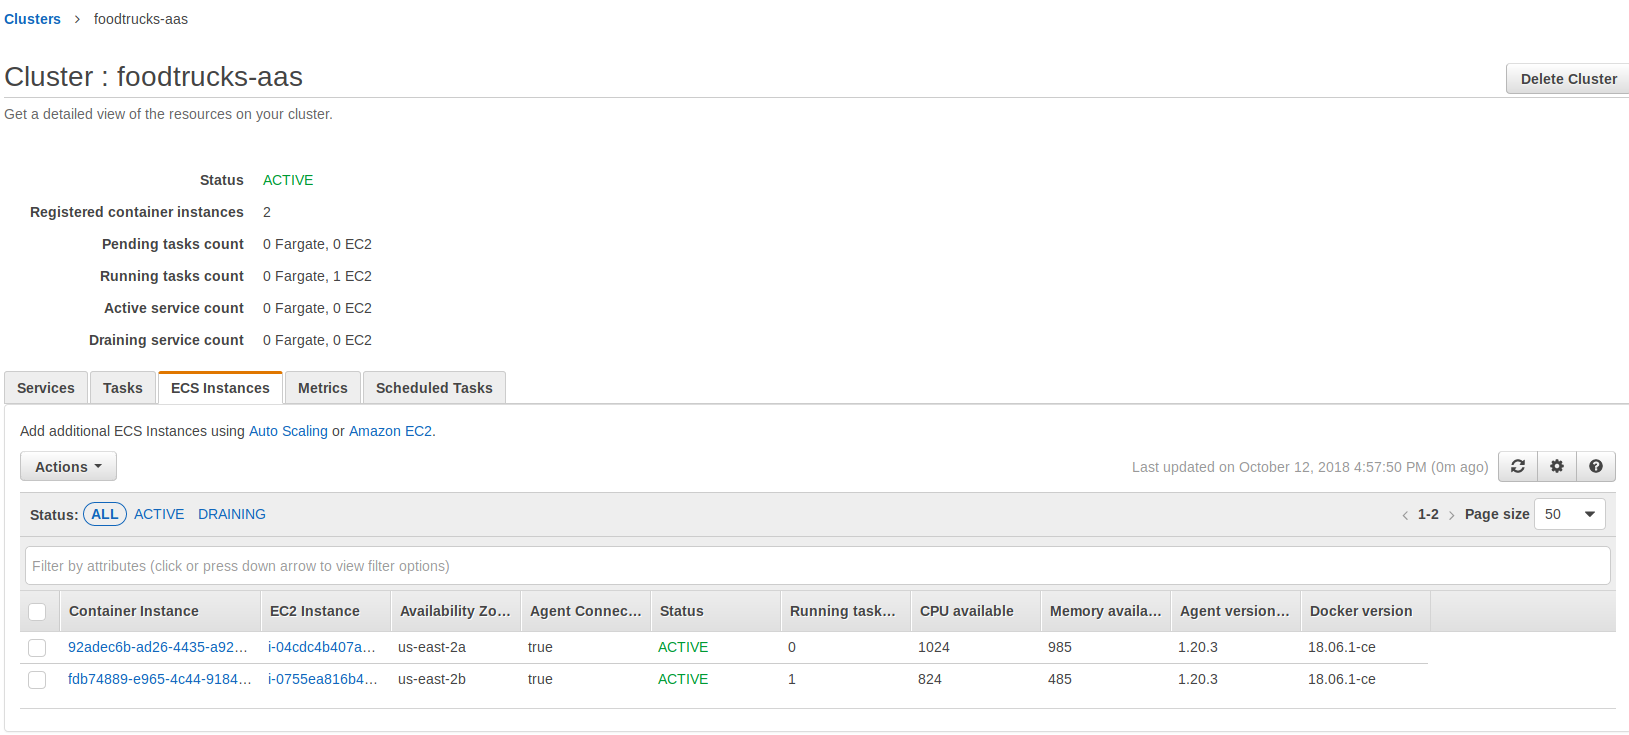 Clusters > foodtrucks-aas
Cluster : foodtrucks-aas
Delete Cluster
Get a detailed view of the resources on your cluster.
Status ACTIVE
Registered container instances 2
Pending tasks count 0 Fargate, 0 EC2
Running tasks count 0 Fargate, 1 EC2
Active service count 0 Fargate, 0 EC2
Draining service count 0 Fargate, 0 EC2
Services Tasks ECS Instances Metrics Scheduled Tasks
Add additional ECS Instances using Auto Scaling or Amazon EC2.
Actions Last updated on October 12, 2018 4:57:50 PM (0m ago)
Status: ALL ACTIVE DRAINING < 1-2 > Page size 50
Filter by attributes (click or press down arrow to view filter options)
Container Instance EC2 Instance Availability Zo... Agent Connec... Status Running task... CPU available Memory availa... Agent version... Docker version
92adec6b-ad26-4435-a92... i-04cdc4b407a... us-east-2a true ACTIVE 0 1024 985 1.20.3 18.06.1-ce
fdb74889-e965-4c44-9184... i-0755ea816b4... us-east-2b true ACTIVE 1 824 485 1.20.3 18.06.1-ce